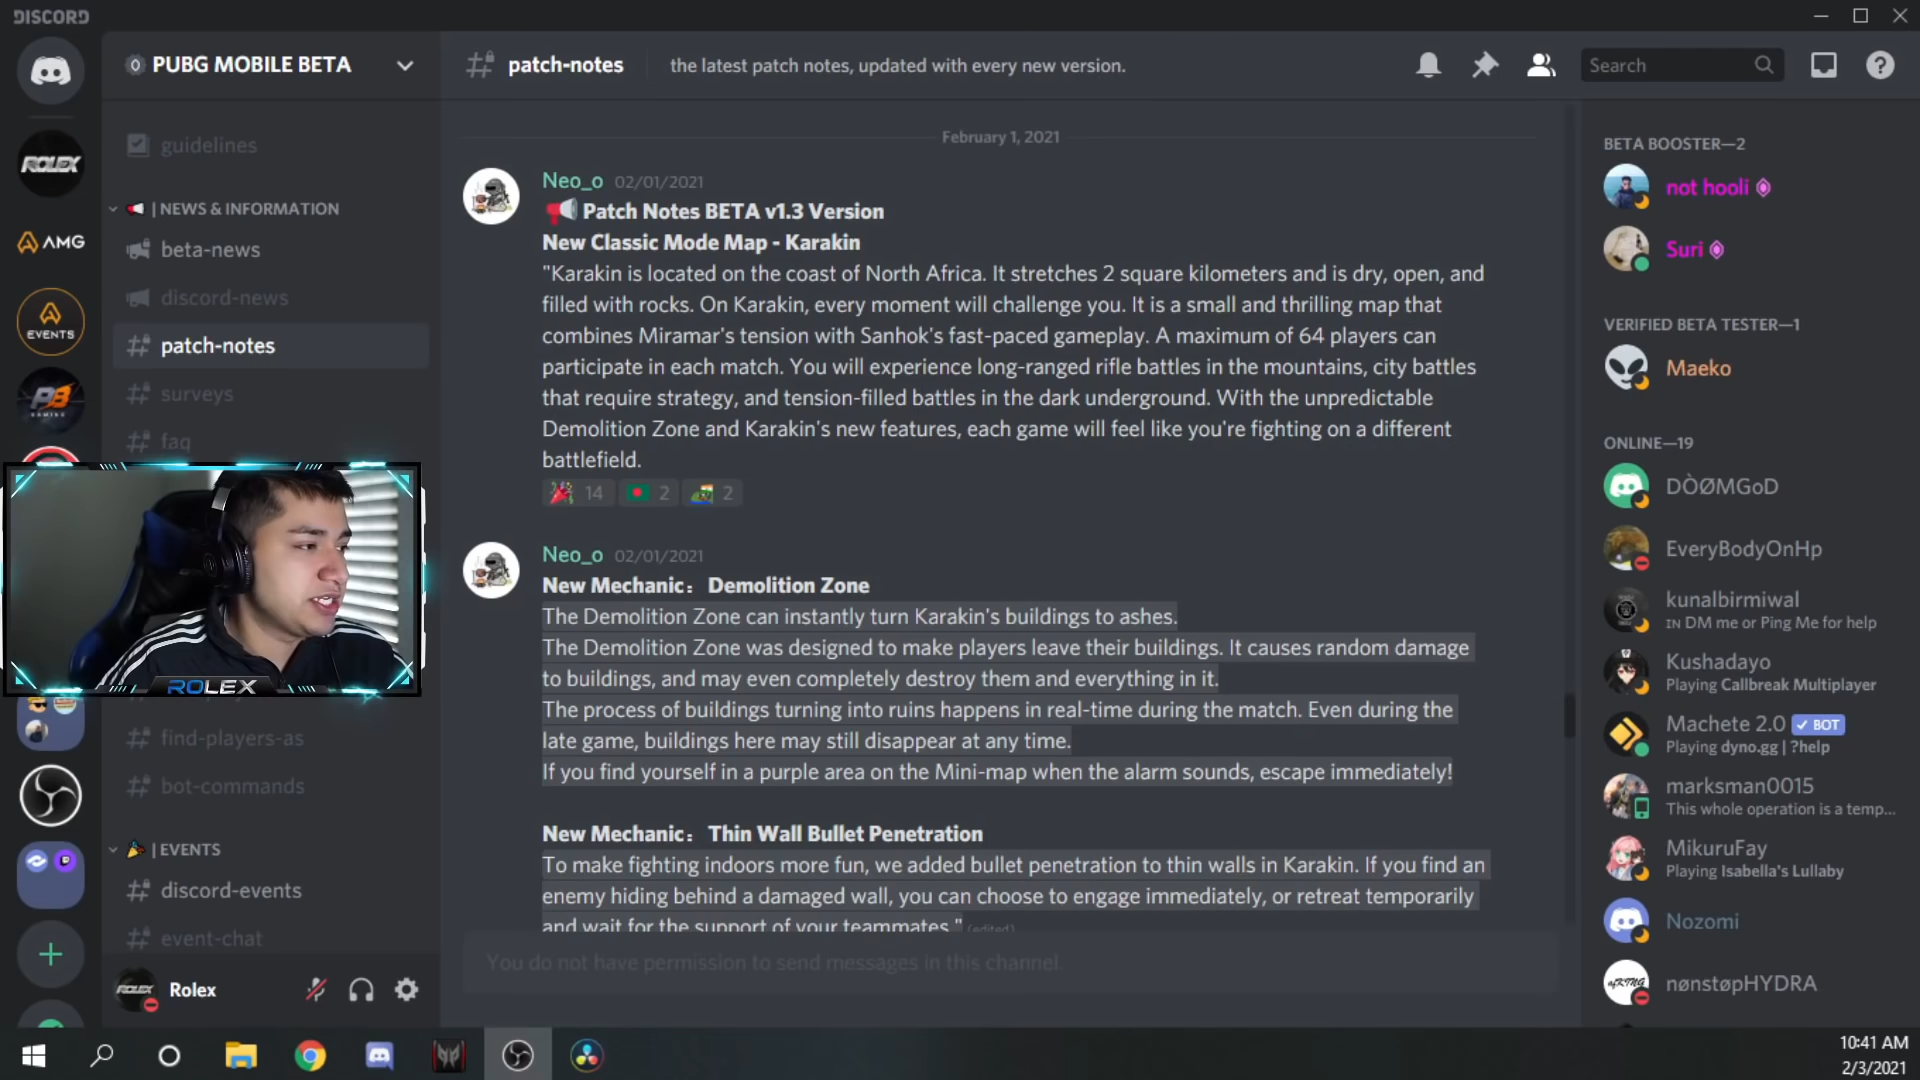 DISCORD
PUBG MOBILE BETA
patch-notes
the latest patch notes, updated with every new version.
Search
ROLEX
AMG
EVENTS
guidelines
| NEWS & INFORMATION
beta-news
discord-news
patch-notes
surveys
faq
ROLEX
find-players-as
bot-commands
| EVENTS
discord-events
event-chat
Rolex
February 1, 2021
Neo_o 02/01/2021
Patch Notes BETA v1.3 Version
New Classic Mode Map - Karakin
"Karakin is located on the coast of North Africa. It stretches 2 square kilometers and is dry, open, and
filled with rocks. On Karakin, every moment will challenge you. It is a small and thrilling map that
combines Miramar's tension with Sanhok's fast-paced gameplay. A maximum of 64 players can
participate in each match. You will experience long-ranged rifle battles in the mountains, city battles
that require strategy, and tension-filled battles in the dark underground. With the unpredictable
Demolition Zone and Karakin's new features, each game will feel like you're fighting on a different
battlefield.
14 2 2
Neo_o 02/01/2021
New Mechanic: Demolition Zone
The Demolition Zone can instantly turn Karakin's buildings to ashes.
The Demolition Zone was designed to make players leave their buildings. It causes random damage
to buildings, and may even completely destroy them and everything in it.
The process of buildings turning into ruins happens in real-time during the match. Even during the
late game, buildings here may still disappear at any time.
If you find yourself in a purple area on the Mini-map when the alarm sounds, escape immediately!
New Mechanic: Thin Wall Bullet Penetration
To make fighting indoors more fun, we added bullet penetration to thin walls in Karakin. If you find an
enemy hiding behind a damaged wall, you can choose to engage immediately, or retreat temporarily
and wait for the support of your teammates." (edited)
You do not have permission to send messages in this channel.
BETA BOOSTER—2
not hooli
Suri
VERIFIED BETA TESTER—1
Maeko
ONLINE—19
DÒØMGoD
EveryBodyOnHp
kunalbirmiwal
IN DM me or Ping Me for help
Kushadayo
Playing Callbreak Multiplayer
Machete 2.0 ✓ BOT
Playing dyno.gg | ?help
marksman0015
This whole operation is a temp...
MikuruFay
Playing Isabella's Lullaby
Nozomi
nønstøpHYDRA
10:41 AM
2/3/2021